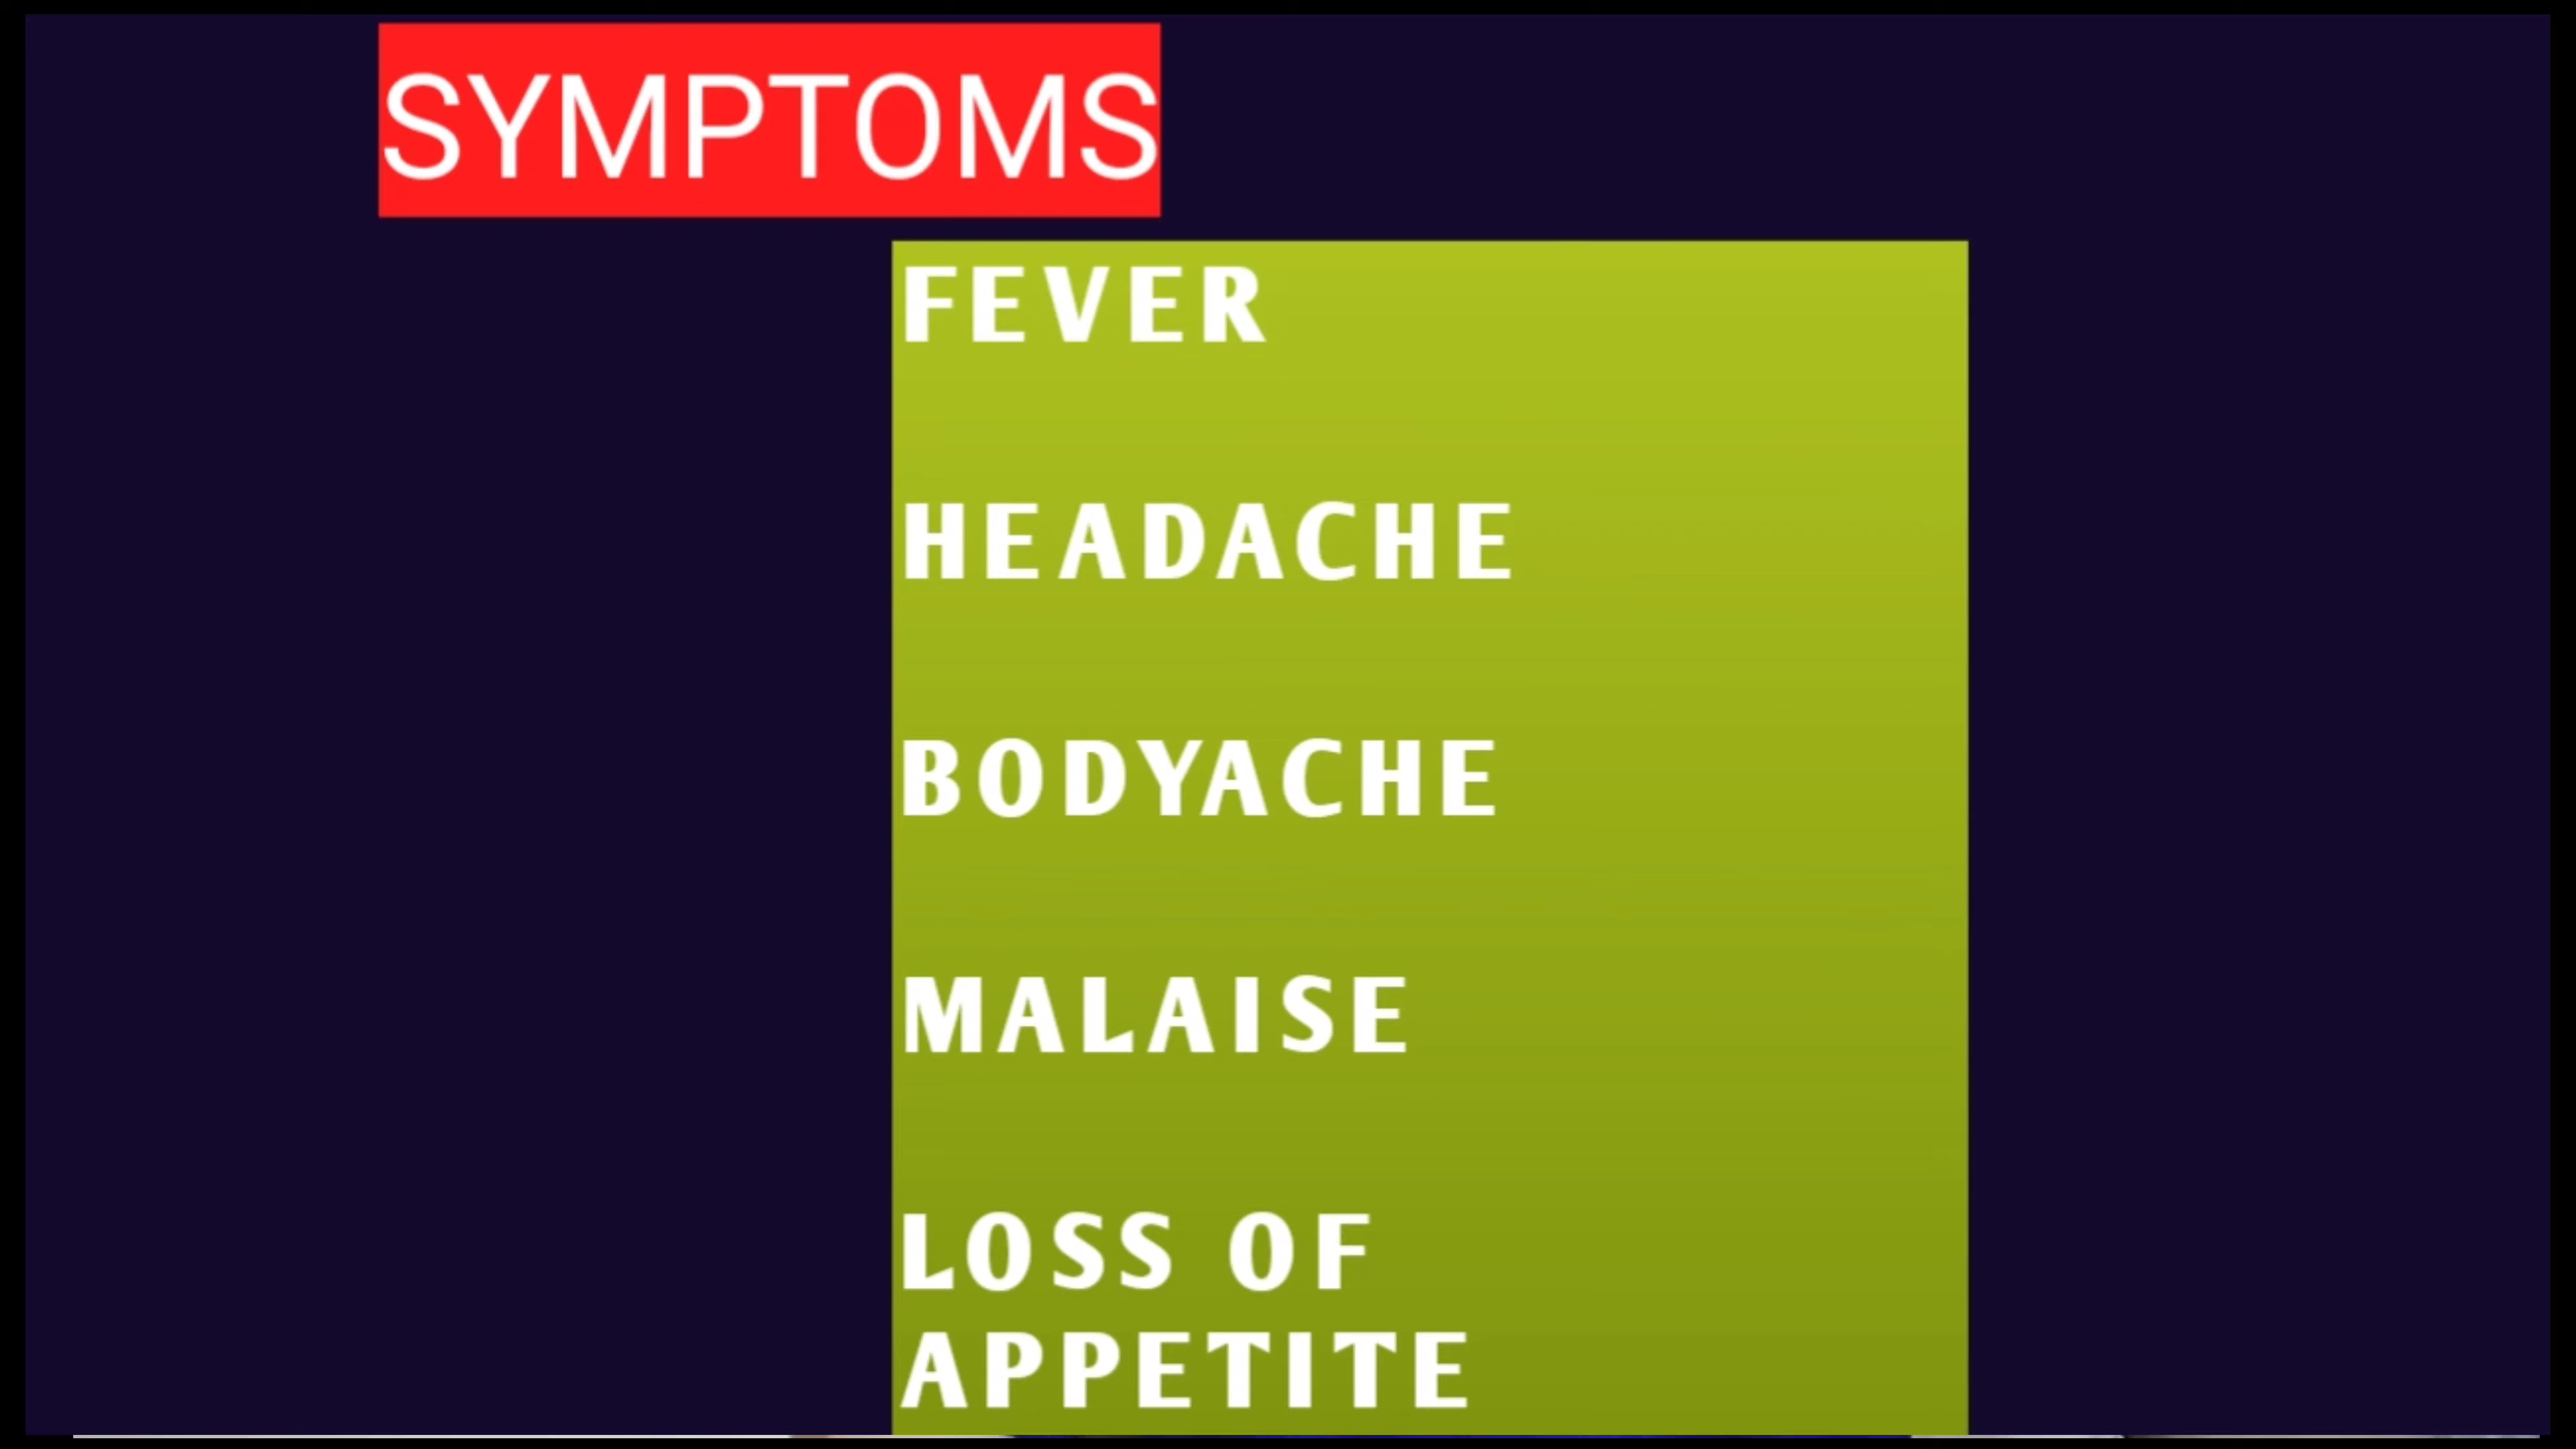 SYMPTOMS
FEVER
HEADACHE
BODYACHE
MALAISE
LOSS OF
APPETITE